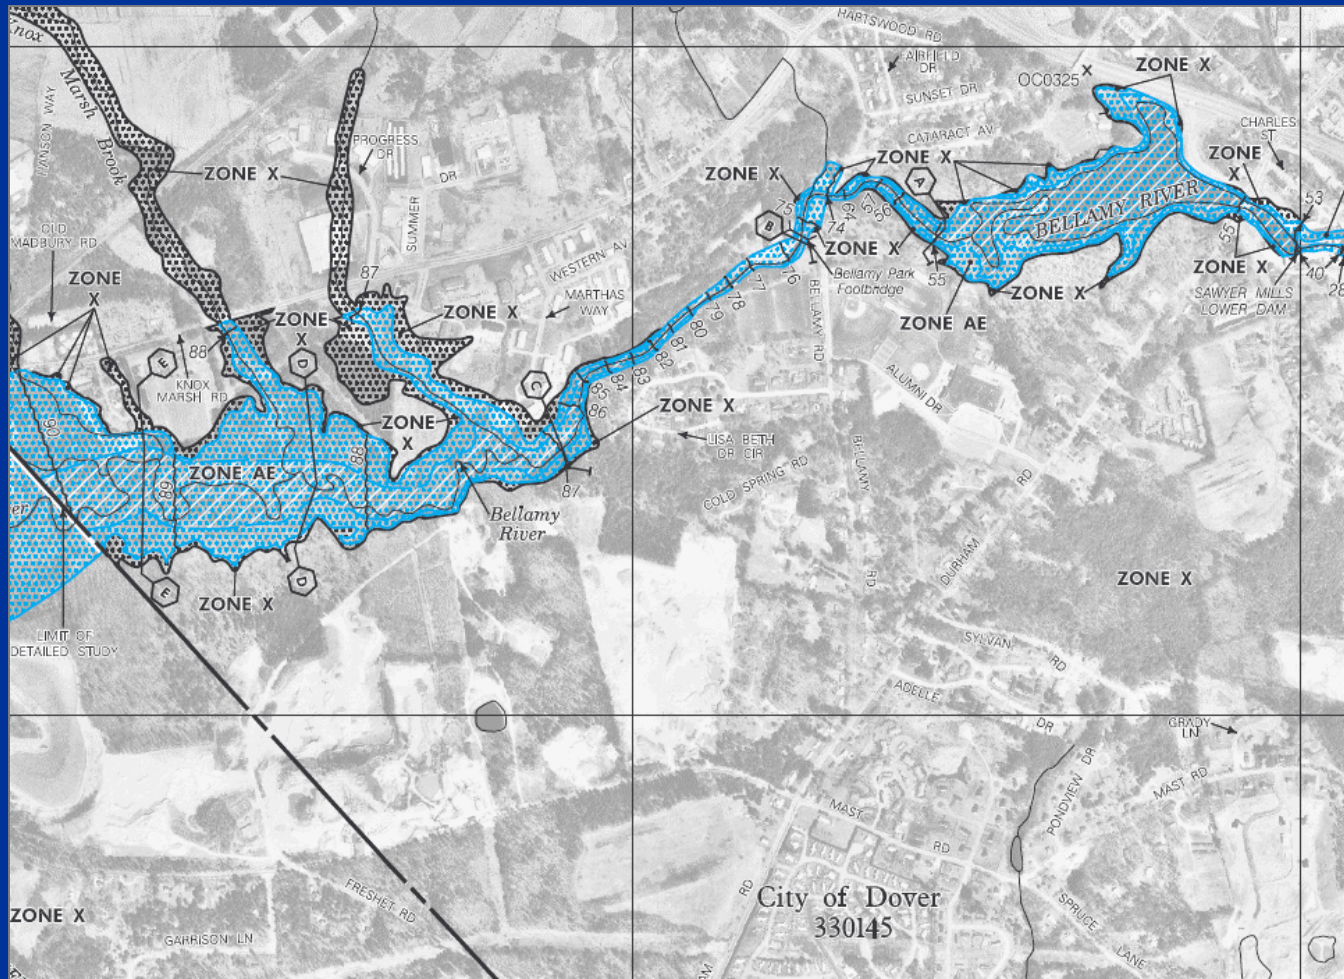 Knox
Marsh
Brook
HARTSWOOD RD
FAIRFIELD
DR
SUNSET DR
OC0325
ZONE X
CHARLES
ST
HANSON WAY
PROGRESS
DR
CATARACT AV
ZONE X
ZONE
X
ZONE X
ZONE X
DR
A
BELLAMY RIVER
53
SUMMER
75
64
57
56
74
55
OLD
MADBURY RD
WESTERN AV
B
ZONE X
ZONE
X
87
MARTHAS
WAY
76
77
78
Bellamy Park
Footbridge
55
ZONE X
ZONE X
40
28
SAWYER MILLS
LOWER DAM
ZONE
X
ZONE X
79
80
BELLAMY RD
ZONE AE
88
E
D
81
82
83
84
85
86
KNOX
MARSH RD
C
ALUMNI DR
ZONE X
ZONE
X
90
88
LISA BETH
DR CIR
COLD SPRING RD
BELLAMY
RD
ZONE AE
89
87
RD
DURHAM
Bellamy
River
E
D
ZONE X
ZONE X
LIMIT OF
DETAILED STUDY
SYLVAN
RD
ADELLE
DR
GRADY
LN
PONDVIEW DR
MAST RD
MAST
RD
RD
FRESHET RD
City of Dover
330145
SPRUCE
LANE
ZONE X
GARRISON LN